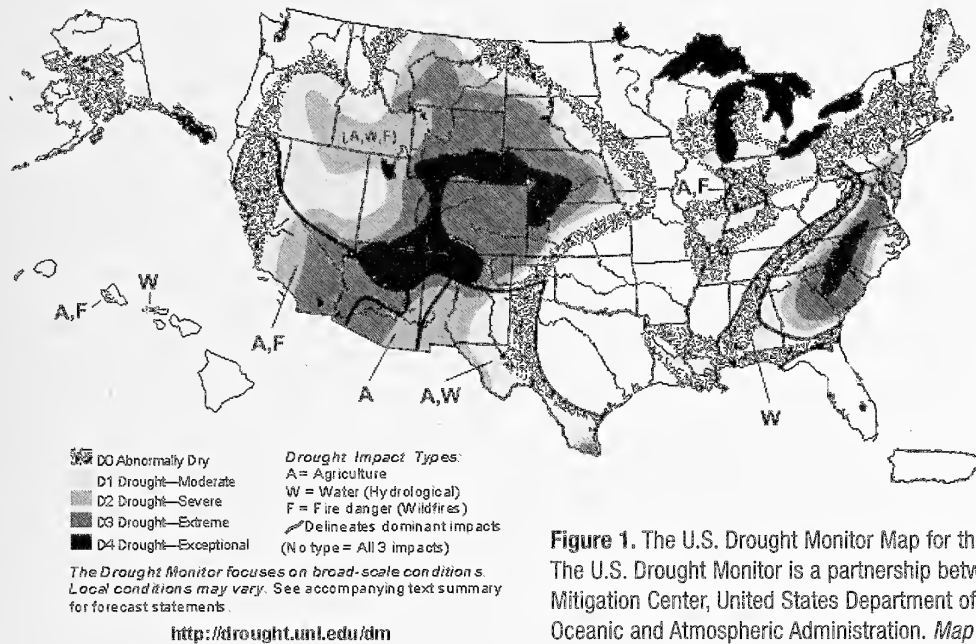 (A,W,F)
A,F
W
A,F
A,F
A
A,W
W
D0 Abnormally Dry
D1 Drought—Moderate
D2 Drought—Severe
D3 Drought—Extreme
D4 Drought—Exceptional
Drought Impact Types:
A = Agriculture
W = Water (Hydrological)
F = Fire danger (Wildfires)
Delineates dominant impacts
(No type = All 3 impacts)
The Drought Monitor focuses on broad-scale conditions.
Local conditions may vary. See accompanying text summary
for forecast statements.
http://drought.unl.edu/dm
Figure 1. The U.S. Drought Monitor Map for th
The U.S. Drought Monitor is a partnership betw
Mitigation Center, United States Department of
Oceanic and Atmospheric Administration. Map